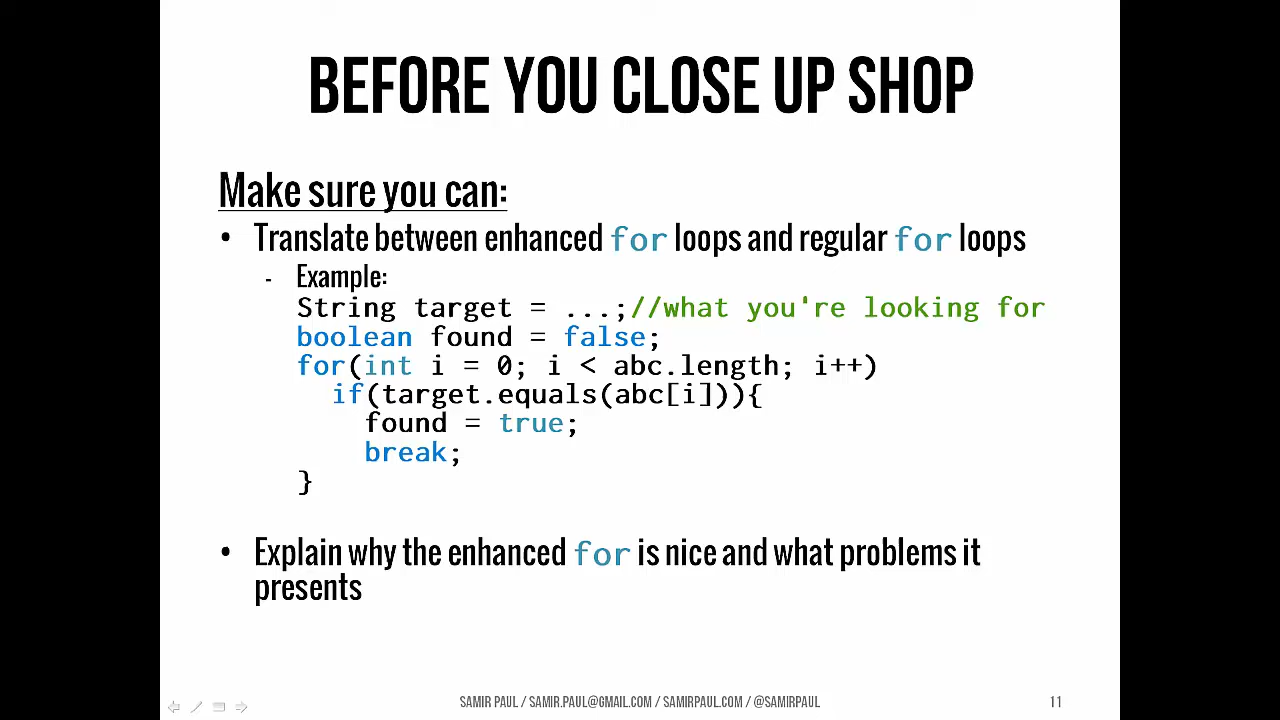 BEFORE YOU CLOSE UP SHOP
Make sure you can:
• Translate between enhanced for loops and regular for loops
- Example:
String target = ...;//what you're looking for
boolean found = false;
for(int i = 0; i < abc.length; i++)
if(target.equals(abc[i])){
found = true;
break;
}
• Explain why the enhanced for is nice and what problems it
presents
SAMIR PAUL / SAMIR.PAUL@GMAIL.COM / SAMIRPAUL.COM / @SAMIRPAUL
11